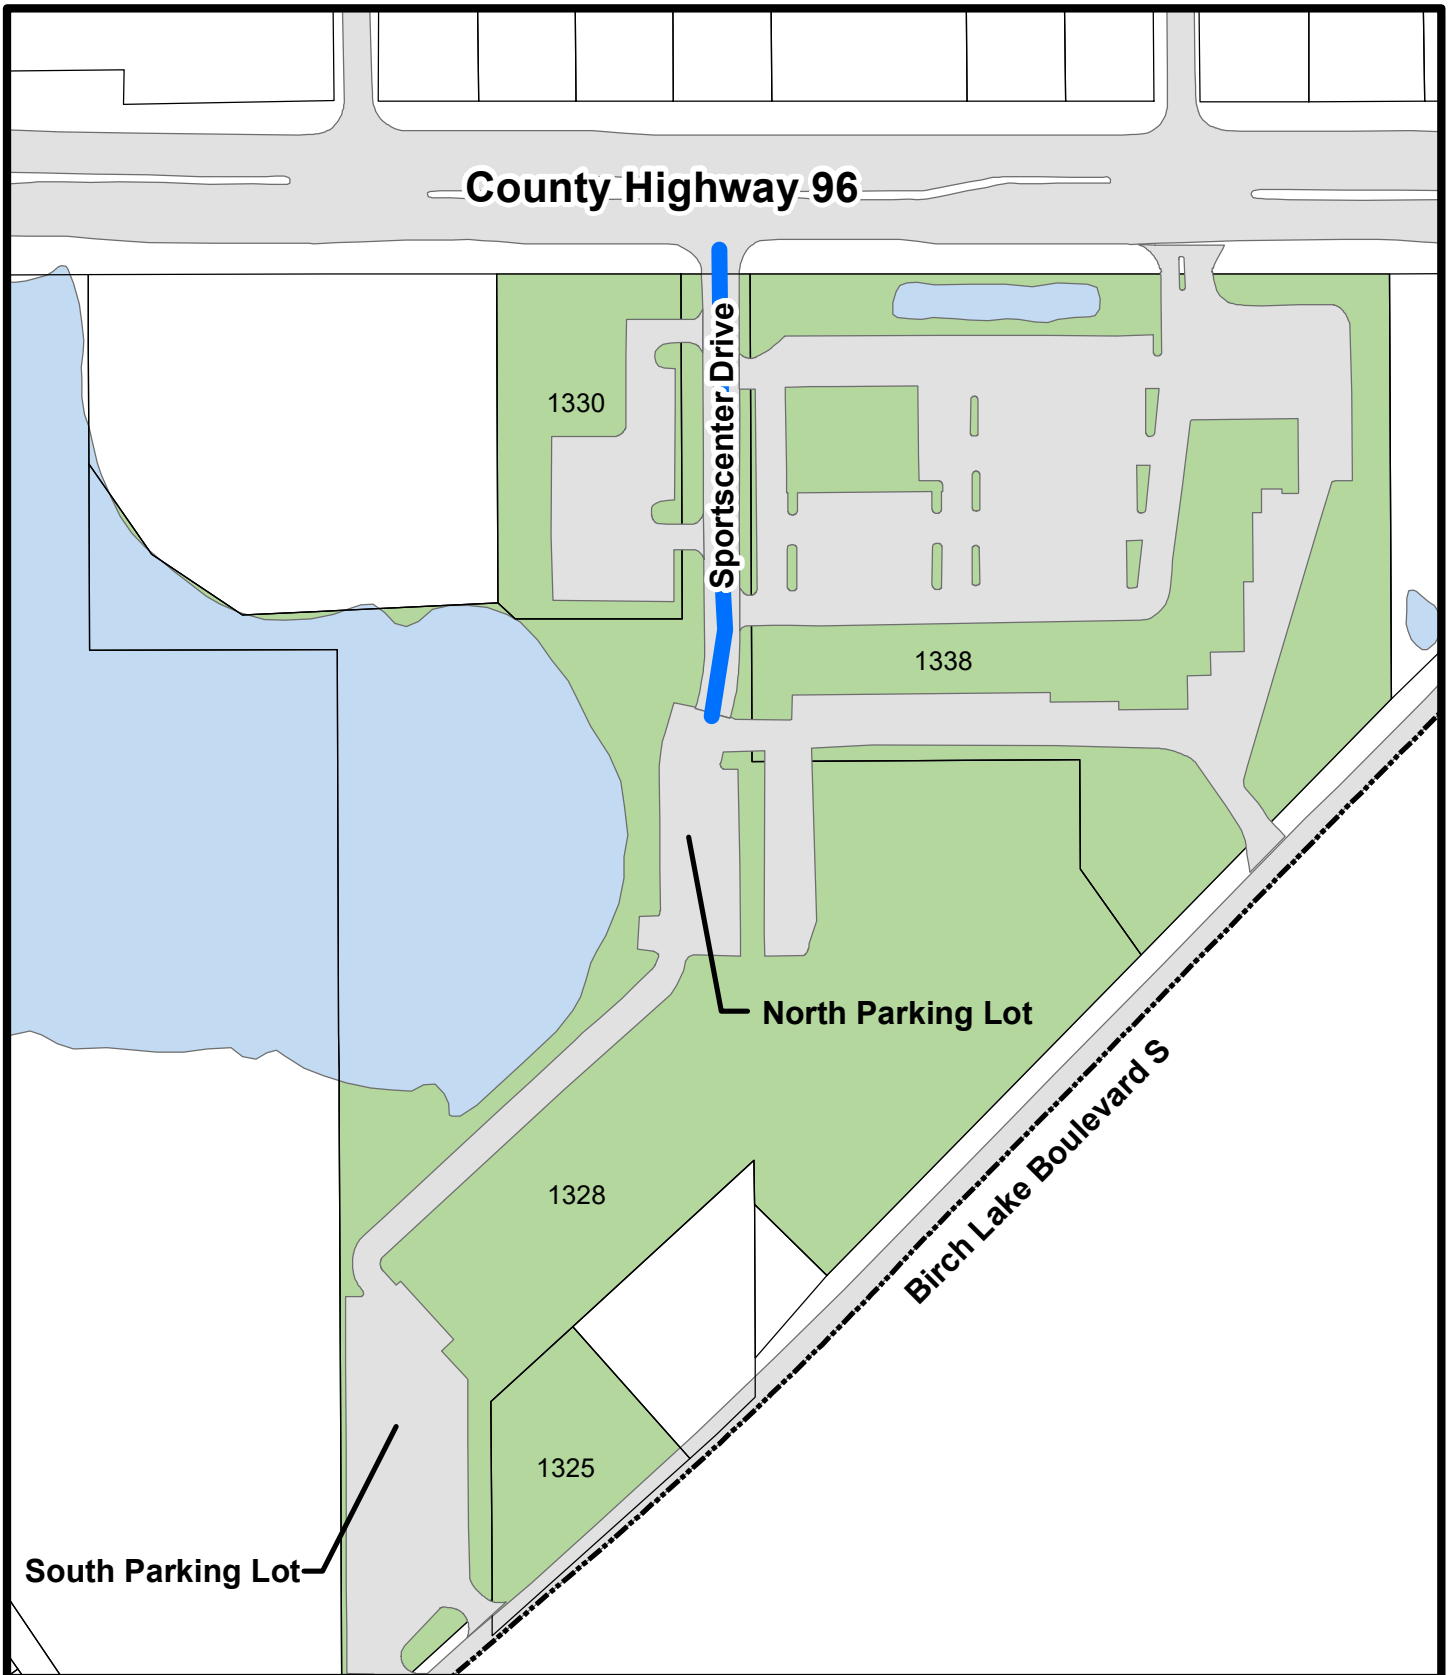 County Highway 96
Sportscenter Drive
1330
1338
North Parking Lot
Birch Lake Boulevard S
1328
1325
South Parking Lot